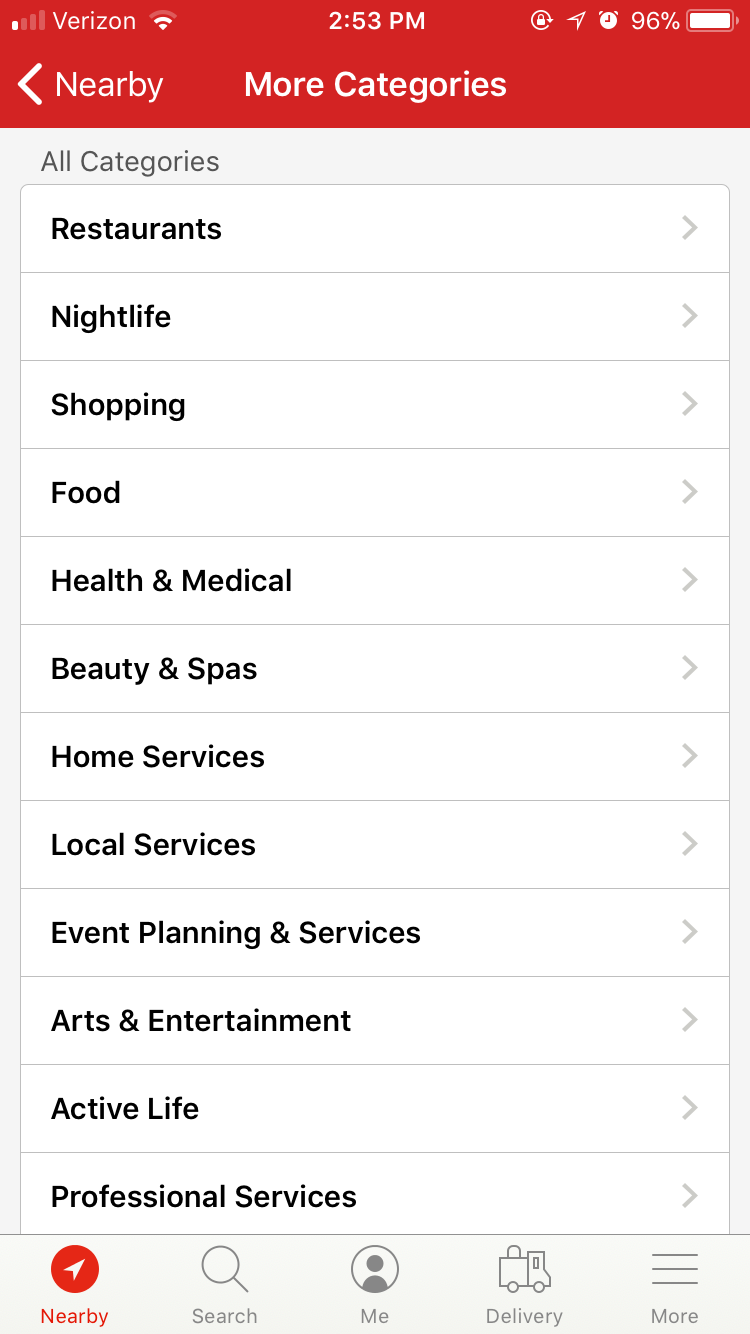 Verizon 2:53 PM 96%
Nearby More Categories
All Categories
Restaurants
Nightlife
Shopping
Food
Health & Medical
Beauty & Spas
Home Services
Local Services
Event Planning & Services
Arts & Entertainment
Active Life
Professional Services
Nearby Search Me Delivery More